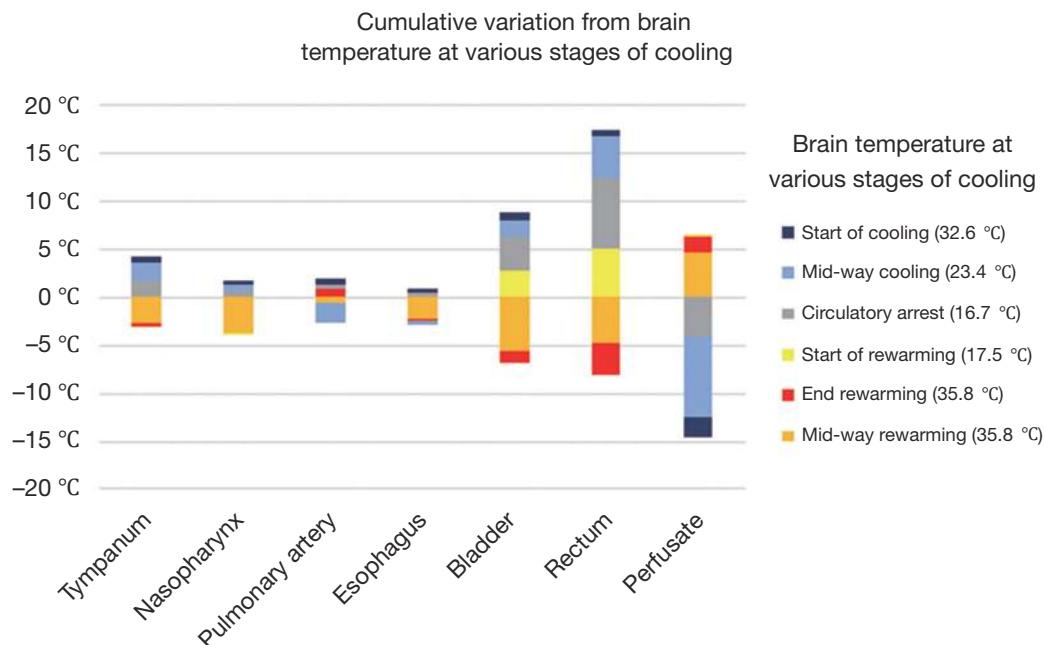 Cumulative variation from brain
temperature at various stages of cooling
20 °C
15 °C
10 °C
5 °C
0 °C
–5 °C
–10 °C
–15 °C
–20 °C
Tympanum
Nasopharynx
Pulmonary artery
Esophagus
Bladder
Rectum
Perfusate
Brain temperature at
various stages of cooling
Start of cooling (32.6 °C)
Mid-way cooling (23.4 °C)
Circulatory arrest (16.7 °C)
Start of rewarming (17.5 °C)
End rewarming (35.8 °C)
Mid-way rewarming (35.8 °C)